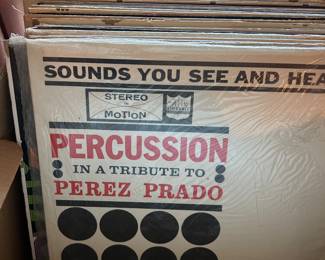 SOUNDS YOU SEE AND HEA
STEREO
MOTION
PERCUSSION
IN A TRIBUTE TO
PEREZ PRADO